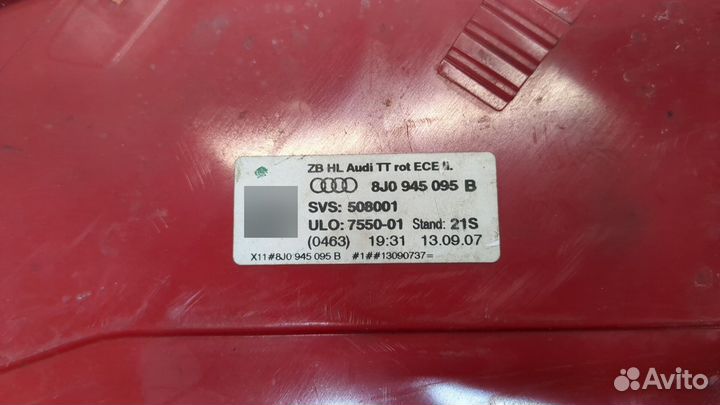 ZB HL Audi TT rot ECE li.
8J0 945 095 B
SVS: 508001
ULO: 7550-01 Stand: 21S
(0463) 19:31 13.09.07
X11#8J0 945 095 B #1##13090737=
Avito